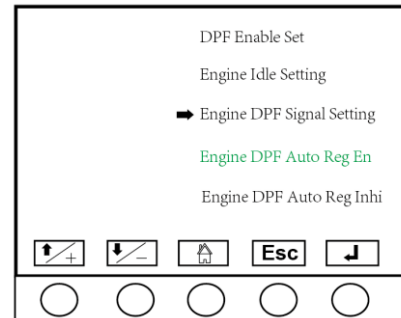 DPF Enable Set
Engine Idle Setting
➡ Engine DPF Signal Setting
Engine DPF Auto Reg En
Engine DPF Auto Reg Inhi
⬆/+ ⬇/- Esc ↲